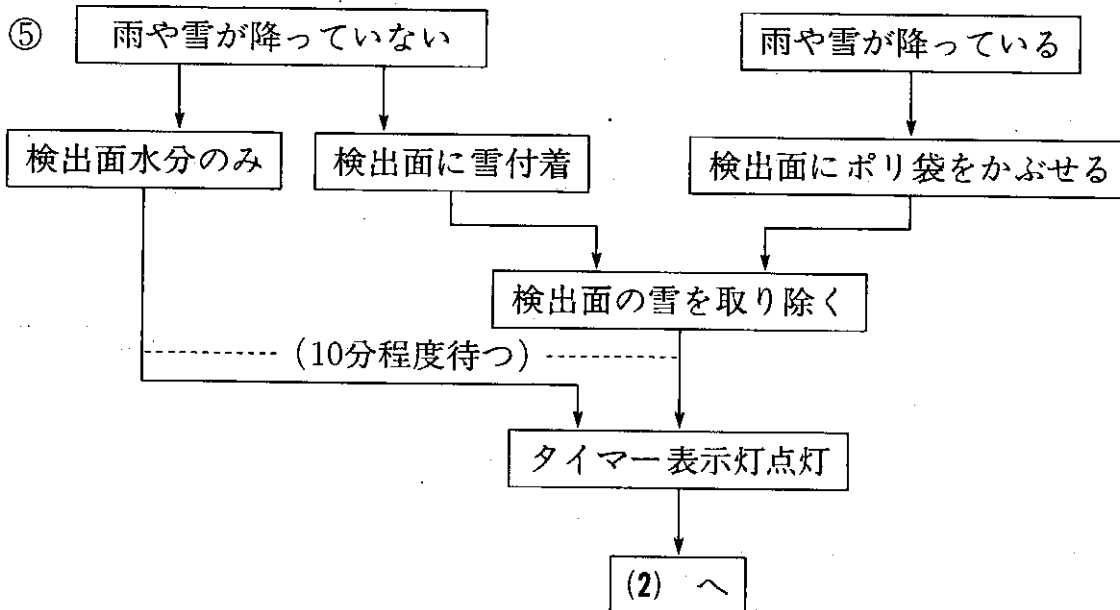 ⑤
雨や雪が降っていない
雨や雪が降っている
検出面水分のみ
検出面に雪付着
検出面にポリ袋をかぶせる
検出面の雪を取り除く
(10分程度待つ)
タイマー表示灯点灯
(2) へ